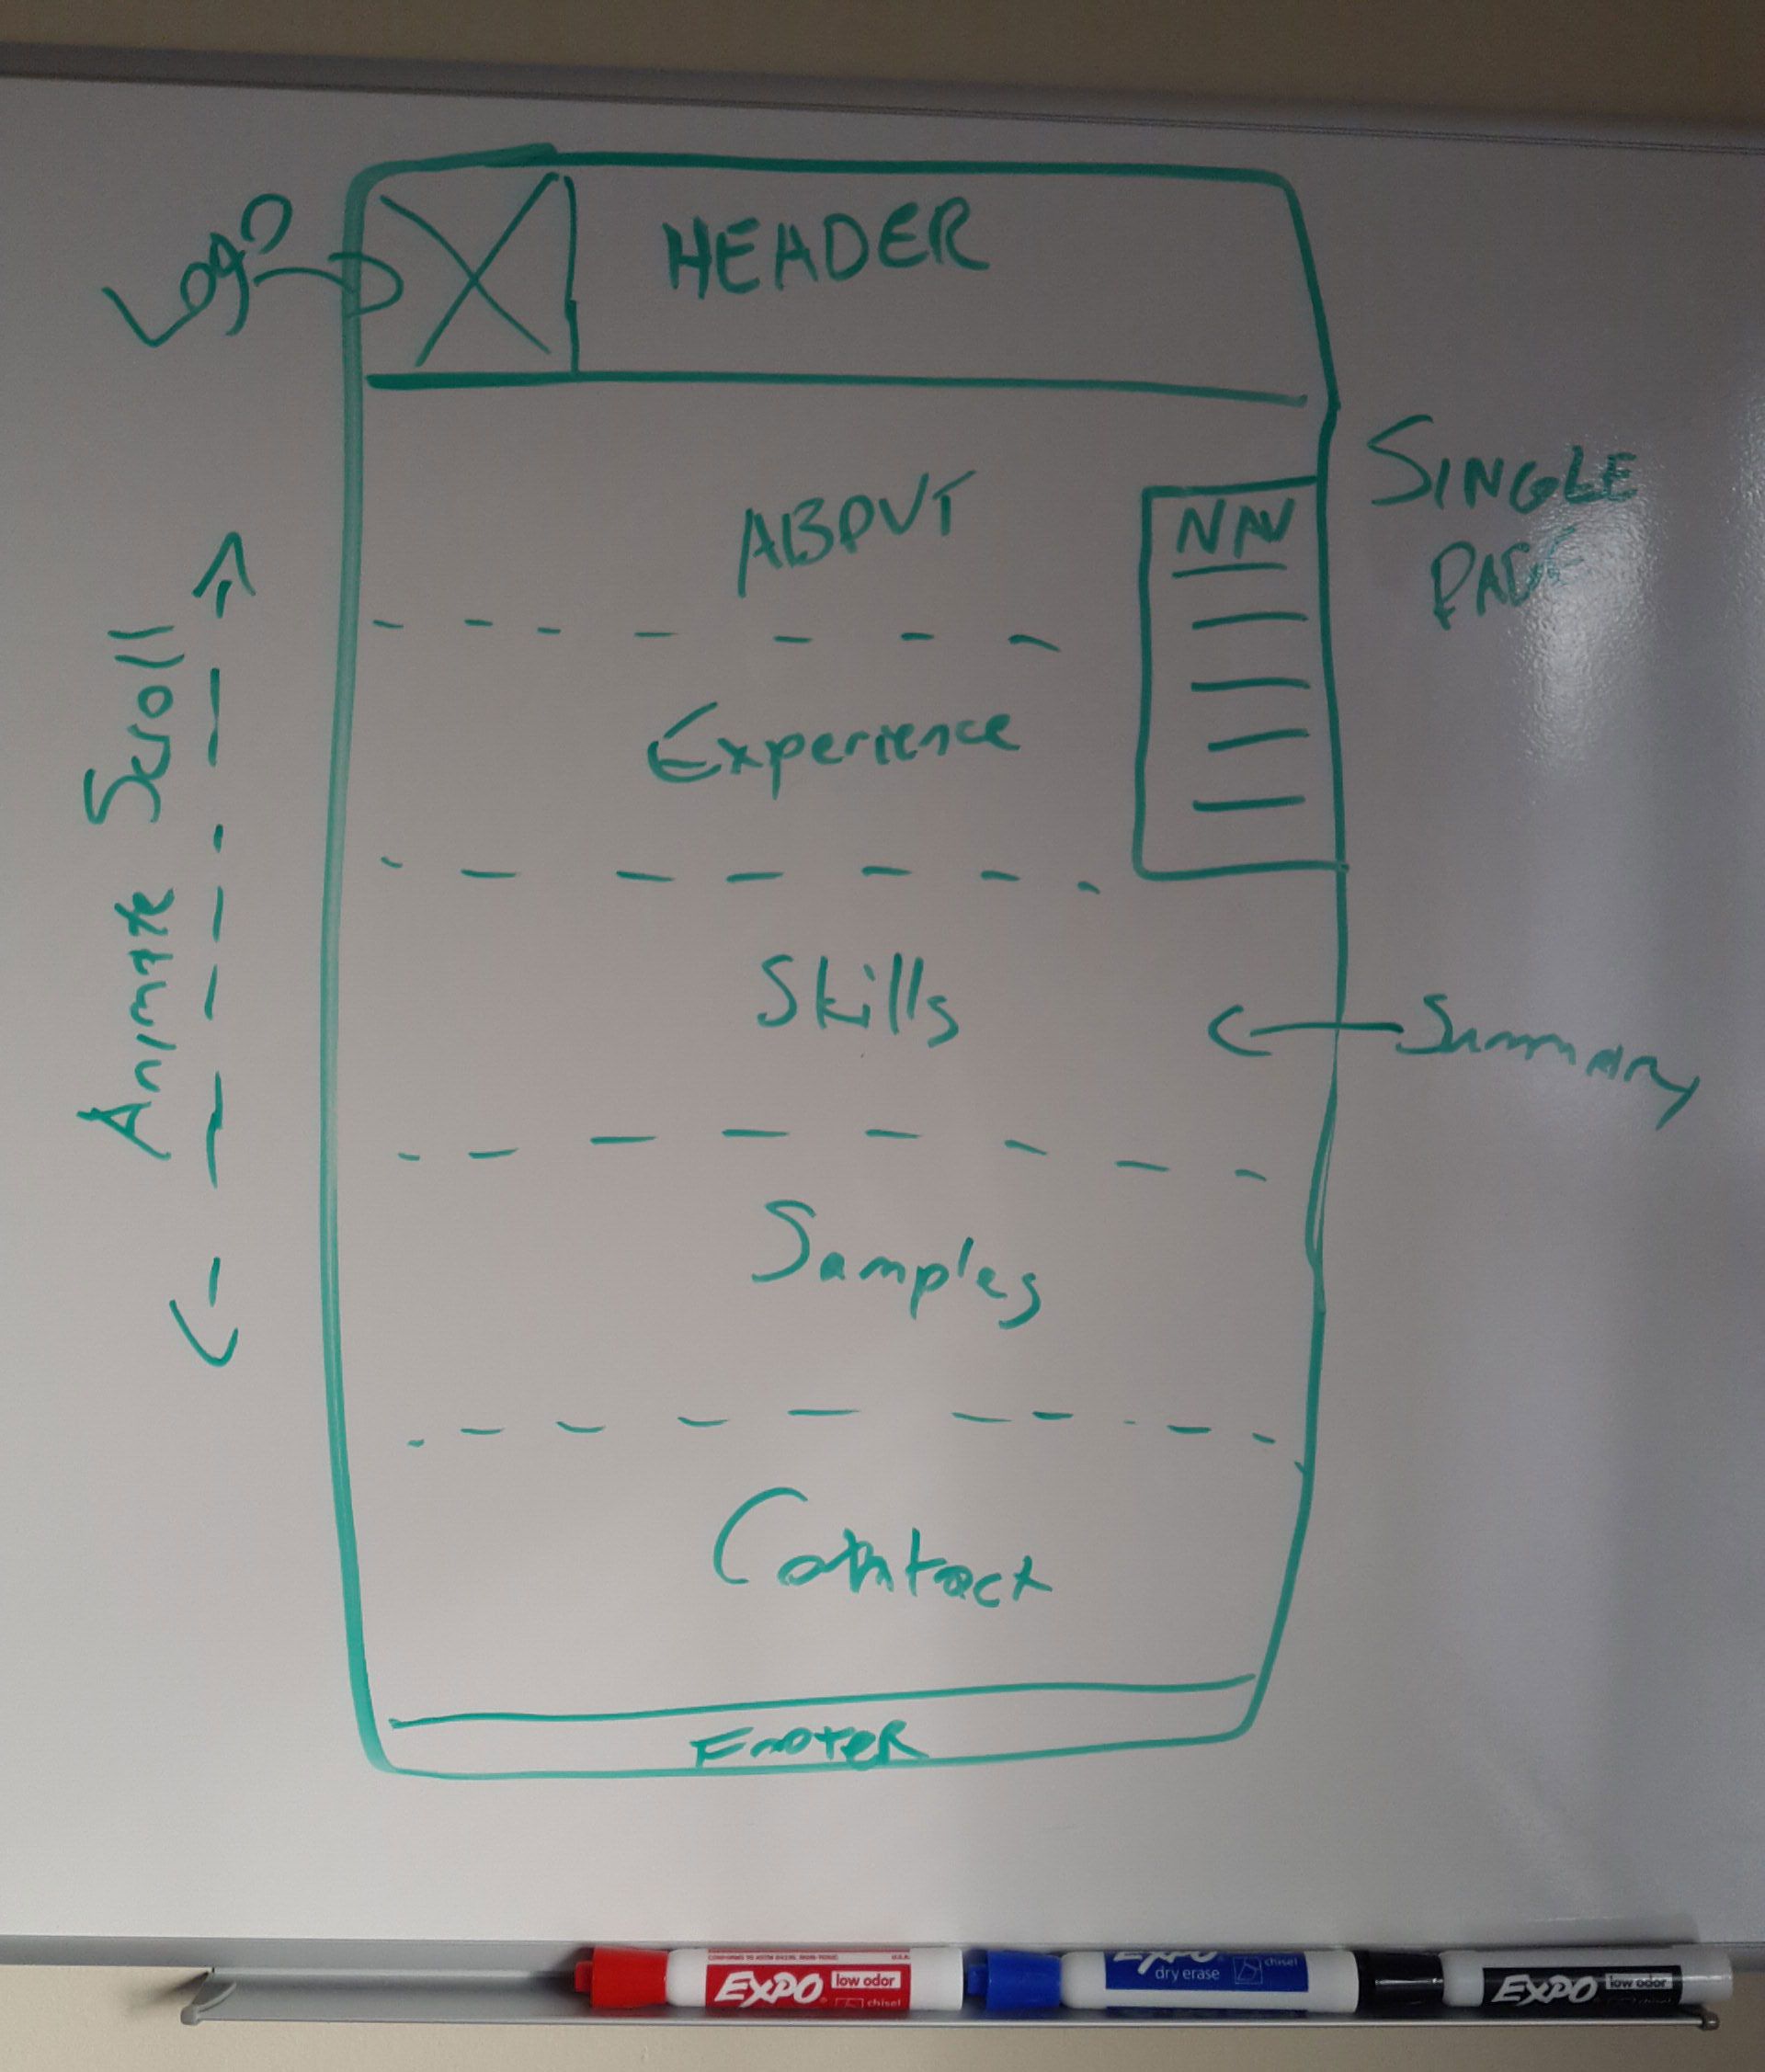 Logo
HEADER
SINGLE
PAGE
ABOUT
NAV
Animate Scroll
Experience
Skills
Summary
Samples
Contact
FOOTER
EXPO
low odor
chisel
EXPO
dry erase
chisel
EXPO
low odor